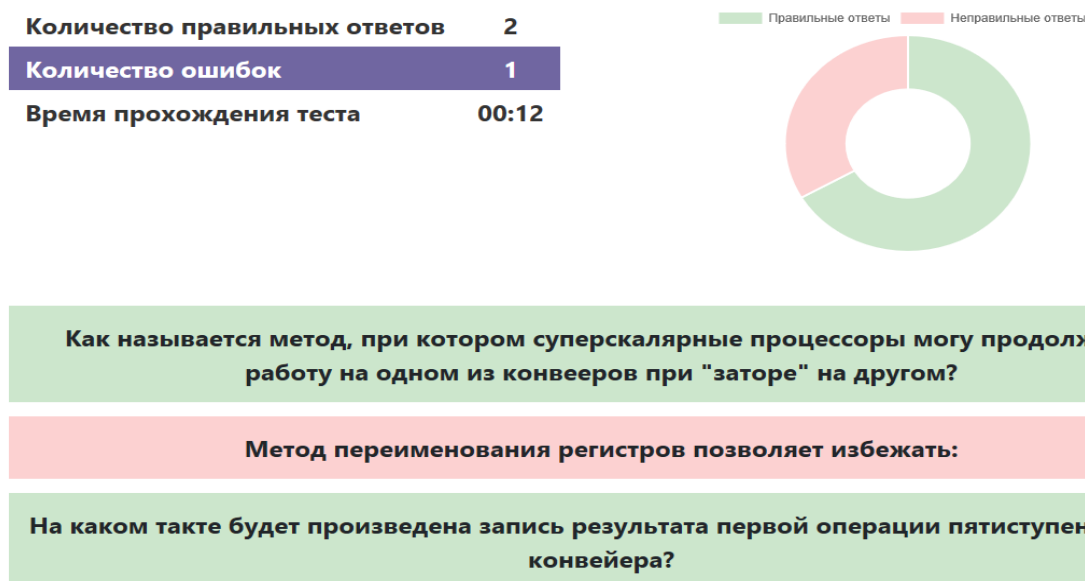 Количество правильных ответов 2
Количество ошибок 1
Время прохождения теста 00:12
Правильные ответы Неправильные ответы
Как называется метод, при котором суперскалярные процессоры могу продолж
работу на одном из конвееров при "заторе" на другом?
Метод переименования регистров позволяет избежать:
На каком такте будет произведена запись результата первой операции пятиступен
конвейера?